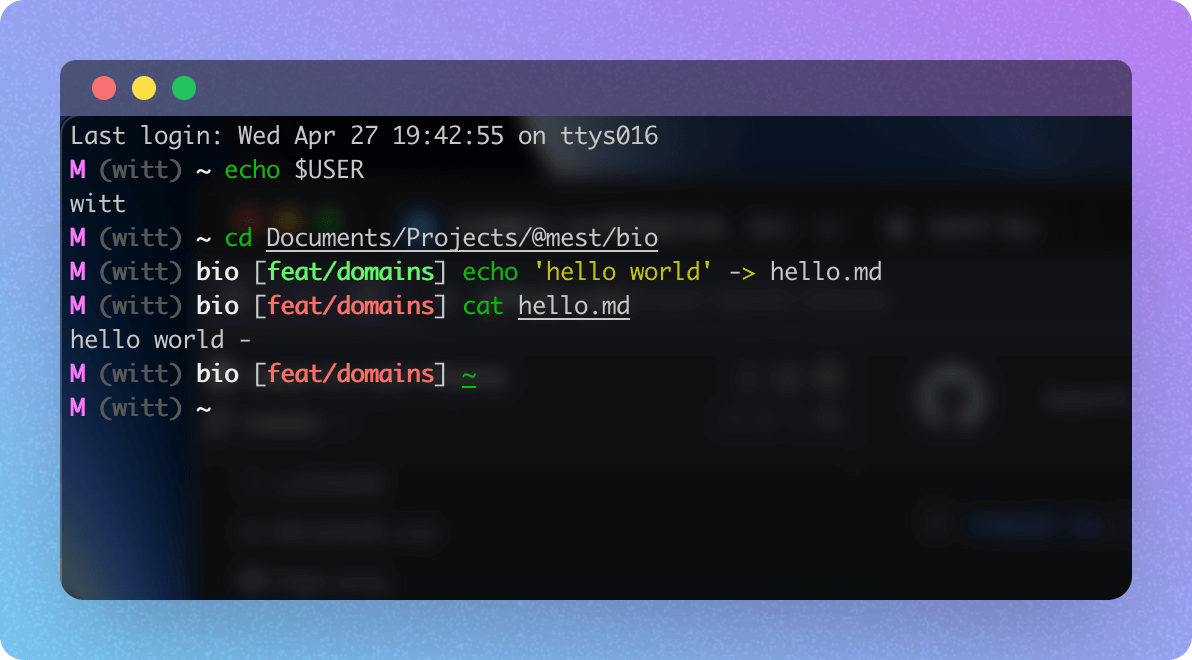 Last login: Wed Apr 27 19:42:55 on ttys016
M (witt) ~ echo $USER
witt
M (witt) ~ cd Documents/Projects/@mest/bio
M (witt) bio [feat/domains] echo 'hello world' -> hello.md
M (witt) bio [feat/domains] cat hello.md
hello world -
M (witt) bio [feat/domains] ~
M (witt) ~